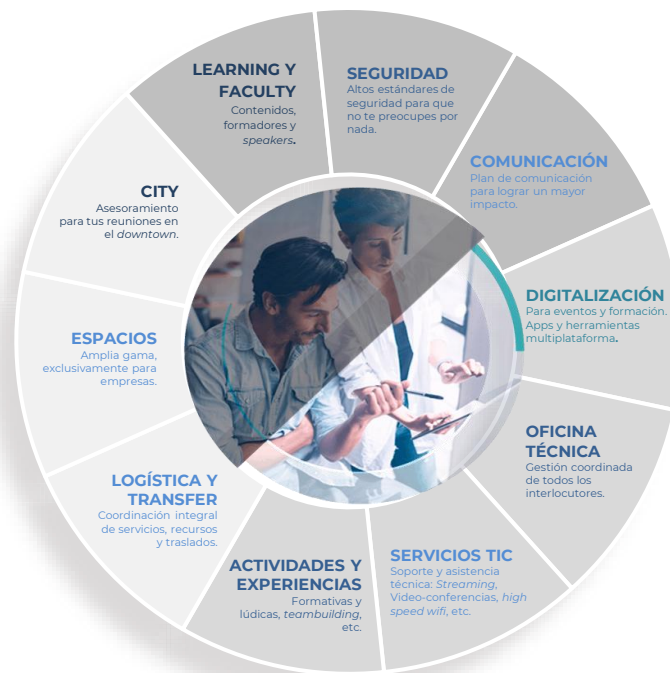 LEARNING Y
FACULTY
Contenidos,
formadores y
speakers.
SEGURIDAD
Altos estándares de
seguridad para que
no te preocupes por
nada.
COMUNICACIÓN
Plan de comunicación
para lograr un mayor
impacto.
DIGITALIZACIÓN
Para eventos y formación.
Apps y herramientas
multiplataforma.
OFICINA
TÉCNICA
Gestión coordinada
de todos los
interlocutores.
SERVICIOS TIC
Soporte y asistencia
técnica: Streaming,
Video-conferencias, high
speed wifi, etc.
ACTIVIDADES Y
EXPERIENCIAS
Formativas y
lúdicas, teambuilding,
etc.
LOGÍSTICA Y
TRANSFER
Coordinación integral
de servicios, recursos
y traslados.
ESPACIOS
Amplia gama,
exclusivamente para
empresas.
CITY
Asesoramiento
para tus reuniones en
el downtown.